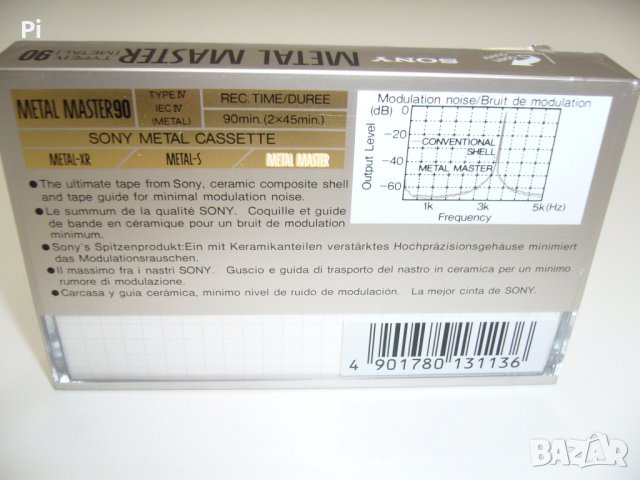 Pi
TYPE IV (METAL) 90
METAL MASTER
SONY
METAL MASTER 90
TYPE IV
IEC IV
(METAL)
REC. TIME/DUREE
90min. (2×45min.)
SONY METAL CASSETTE
METAL-XR METAL-S METAL MASTER
●The ultimate tape from Sony, ceramic composite shell
and tape guide for minimal modulation noise.
●Le summum de la qualité SONY. Coquille et guide
de bande en céramique pour un bruit de modulation
minimum.
●Sony's Spitzenprodukt:Ein mit Keramikanteilen verstärktes Hochpräzisionsgehäuse minimiert
das Modulationsrauschen.
●Il massimo fra i nastri SONY. Guscio e guida di trasporto del nastro in ceramica per un minimo
rumore di modulazione.
●Carcasa y guia cerámica, minimo nivel de ruido de modulación. La mejor cinta de SONY.
Modulation noise/Bruit de modulation
(dB)
0
-20
-40
-60
Output Level
CONVENTIONAL
SHELL
METAL MASTER
1k 3k 5k(Hz)
Frequency
4 901780 131136
BAZAR